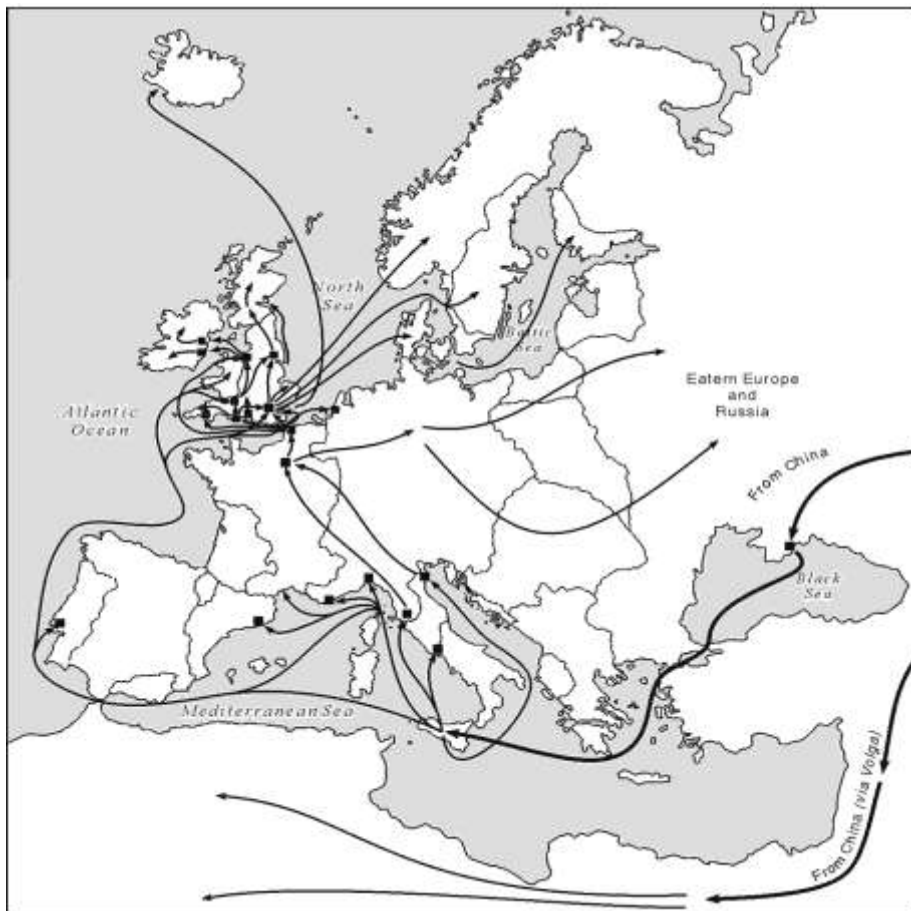 North
Sea
Baltic
Sea
Atlantic
Ocean
Eatern Europe
and
Russia
From China
Black
Sea
Mediterranean Sea
From China (via Volga)